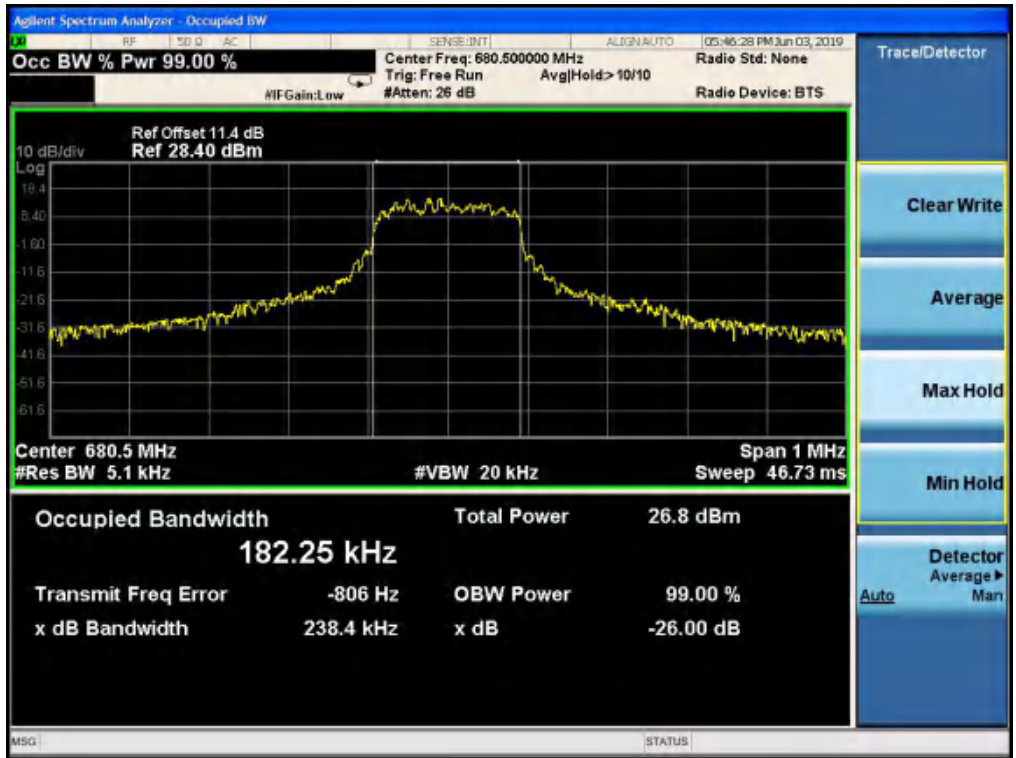 Agilent Spectrum Analyzer - Occupied BW
RF 50 Ω AC SENSE:INT ALIGN AUTO 05:46:28 PM Jun 03, 2019
Occ BW % Pwr 99.00 % Center Freq: 680.500000 MHz Radio Std: None
Trig: Free Run Avg|Hold:> 10/10
#IFGain:Low #Atten: 26 dB Radio Device: BTS
Trace/Detector
Ref Offset 11.4 dB
10 dB/div Ref 28.40 dBm
Log
18.4
8.40
-1.60
-11.6
-21.6
-31.6
-41.6
-51.6
-61.6
Center 680.5 MHz Span 1 MHz
#Res BW 5.1 kHz #VBW 20 kHz Sweep 46.73 ms
Occupied Bandwidth Total Power 26.8 dBm
182.25 kHz
Transmit Freq Error -806 Hz OBW Power 99.00 %
x dB Bandwidth 238.4 kHz x dB -26.00 dB
Clear Write
Average
Max Hold
Min Hold
Detector
Average▶
Auto Man
MSG STATUS